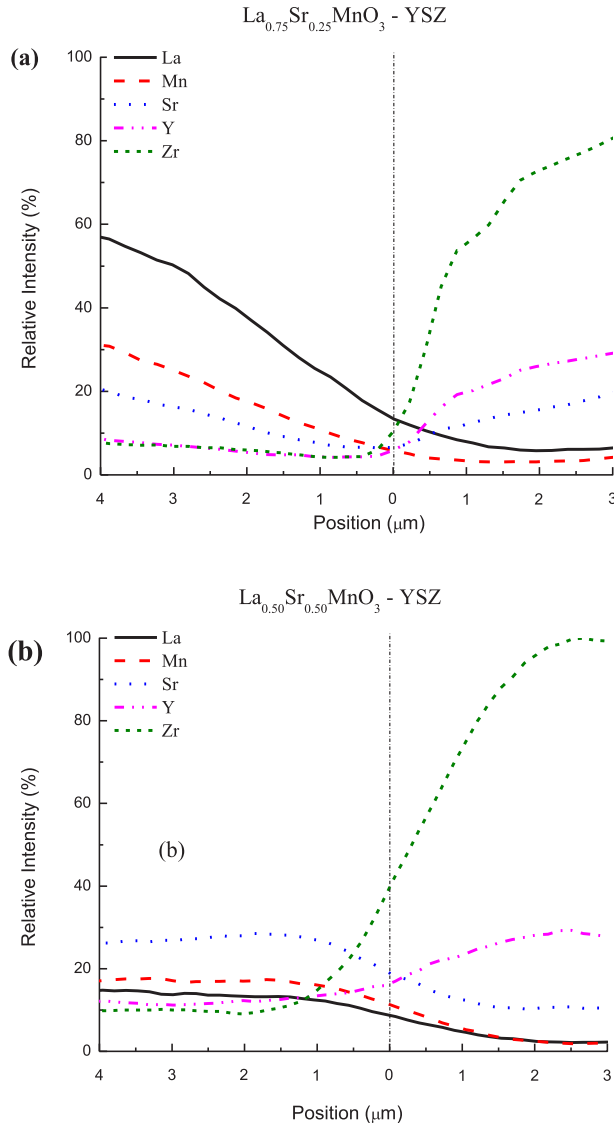 La0.75Sr0.25MnO3 - YSZ
(a)
100
80
60
40
20
0
Relative Intensity (%)
La
Mn
Sr
Y
Zr
4 3 2 1 0 1 2 3
Position (μm)
La0.50Sr0.50MnO3 - YSZ
(b)
100
80
60
40
20
0
Relative Intensity (%)
La
Mn
Sr
Y
Zr
(b)
4 3 2 1 0 1 2 3
Position (μm)